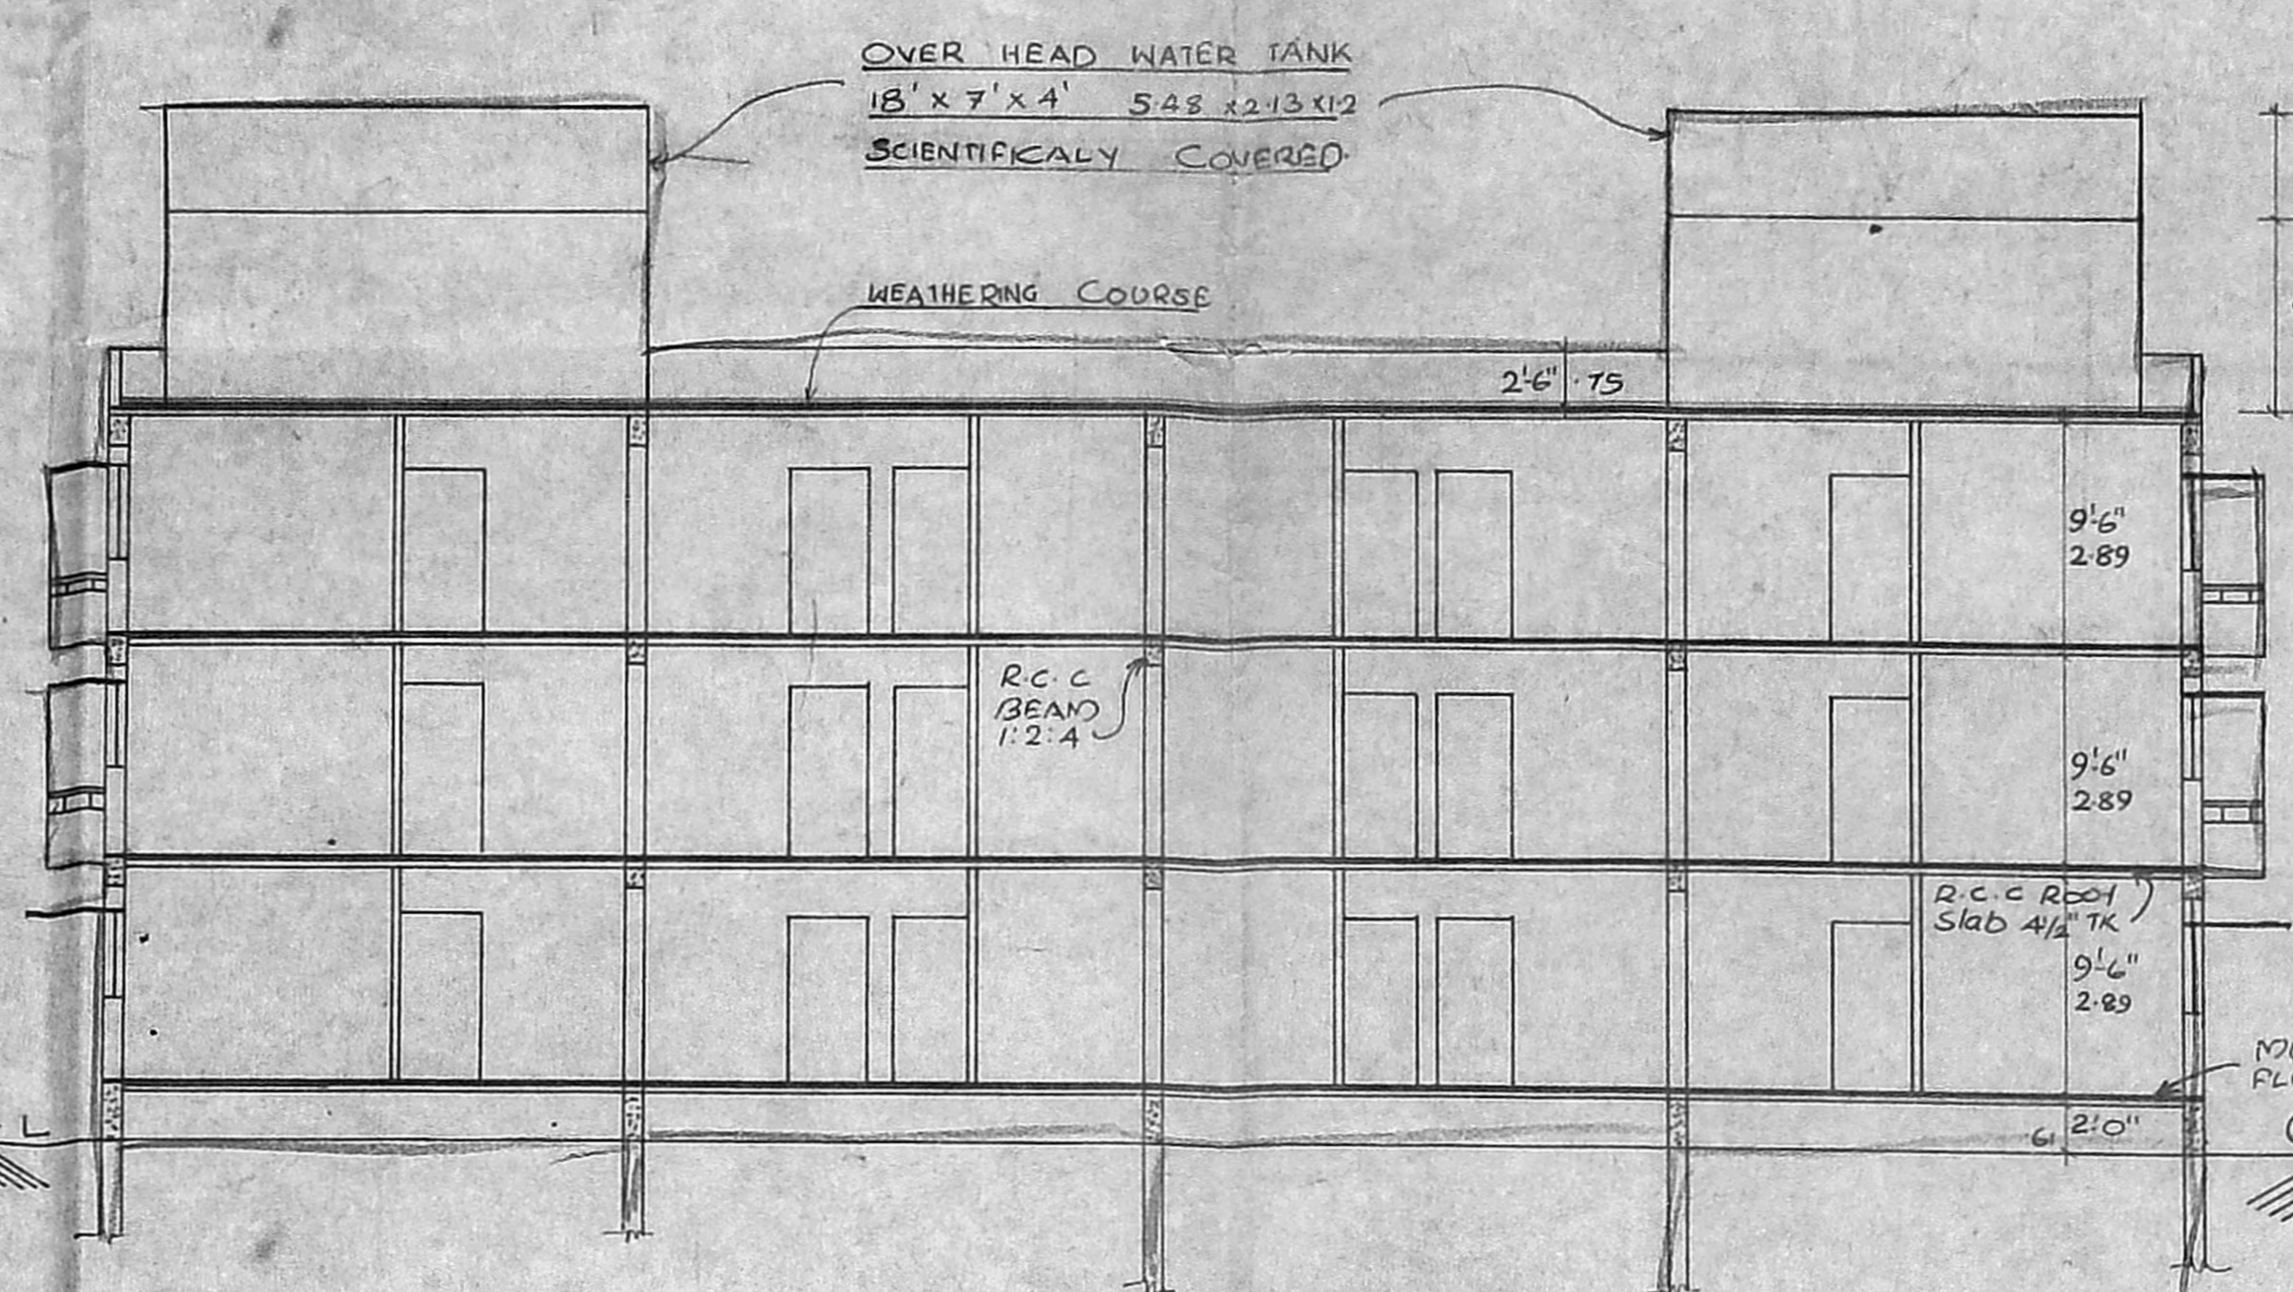 OVER HEAD WATER TANK
18' x 7' x 4' 5.48 x 2.13 x 1.2
SCIENTIFICALY COVERED.
WEATHERING COURSE
2'-6" .75
9'-6"
2.89
R.C.C
BEAM
1:2:4
9'-6"
2.89
R.C.C Roof
Slab 4½" TK
9'-6"
2.89
L
.61 2'.0"